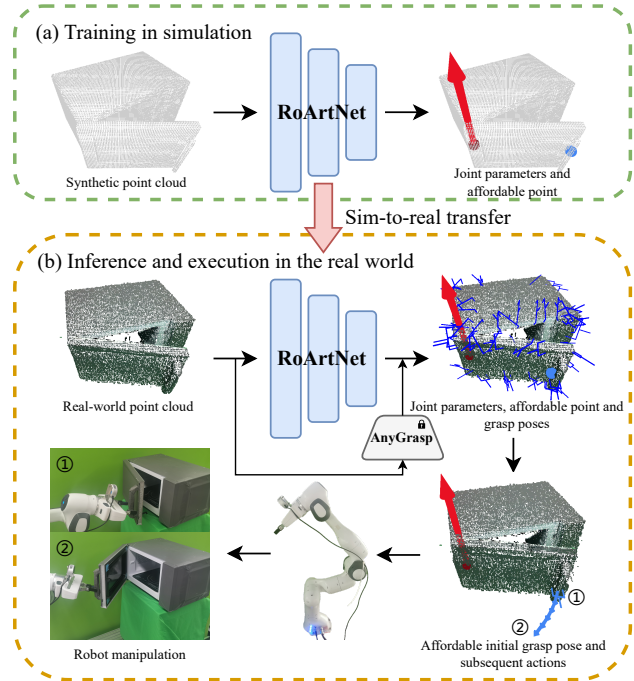 (a) Training in simulation
RoArtNet
Synthetic point cloud
Joint parameters and
affordable point
Sim-to-real transfer
(b) Inference and execution in the real world
RoArtNet
Real-world point cloud
AnyGrasp
Joint parameters, affordable point and
grasp poses
①
②
①
②
Robot manipulation
Affordable initial grasp pose and
subsequent actions